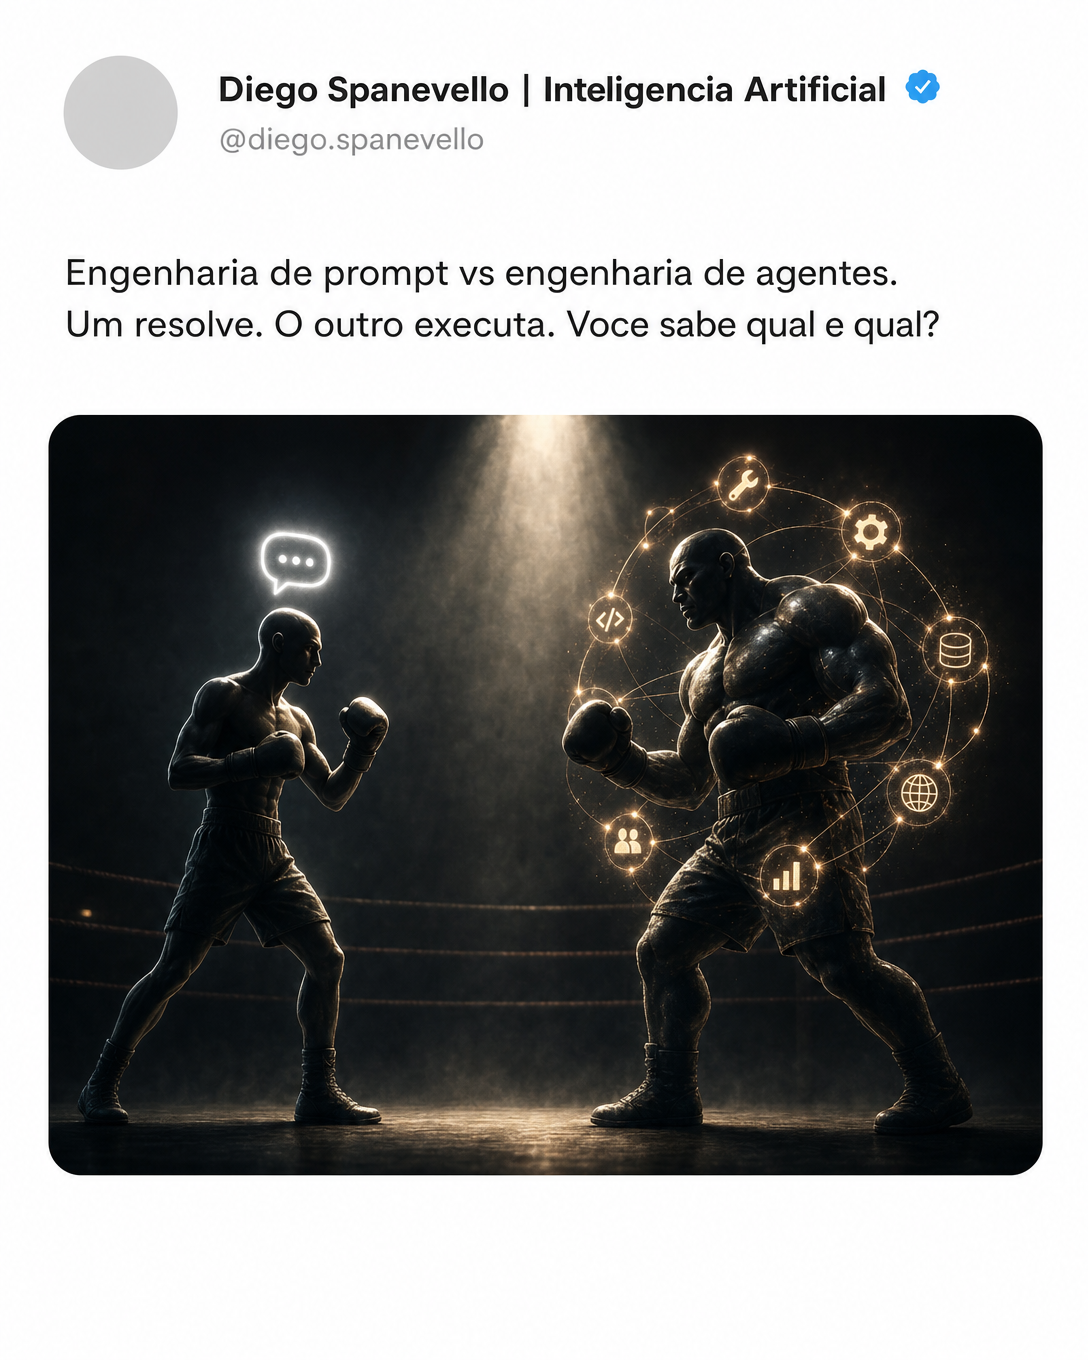 Diego Spanevello | Inteligencia Artificial
@diego.spanevello
Engenharia de prompt vs engenharia de agentes.
Um resolve. O outro executa. Voce sabe qual e qual?
</>